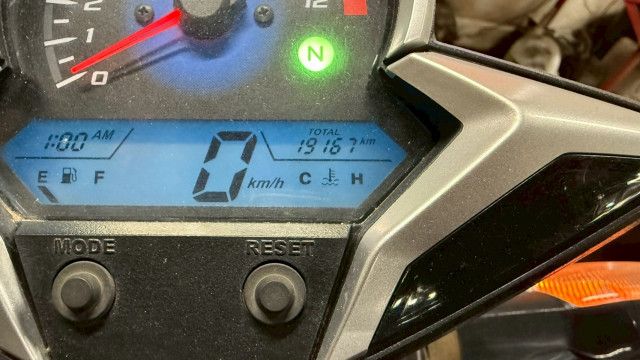 2
1
0
12
N
1:00 AM
TOTAL
19167 km
0 km/h
E F
C H
MODE RESET